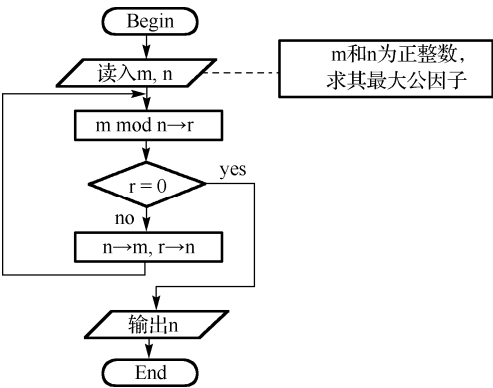 Begin
读入m, n
m和n为正整数，
求其最大公因子
m mod n→r
r = 0
yes
no
n→m, r→n
输出n
End